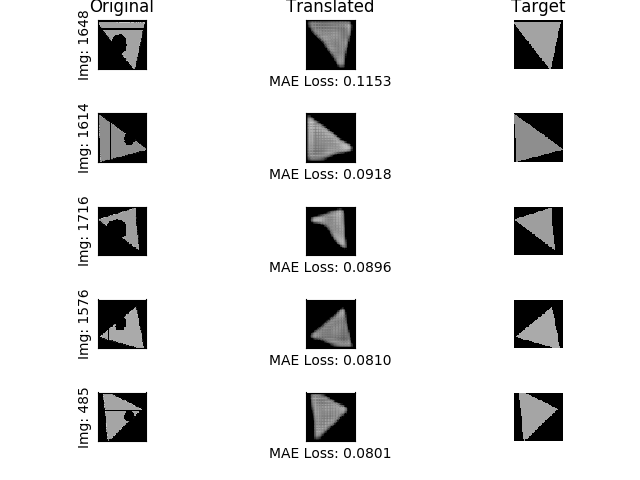 Original Translated Target
Img: 1648
MAE Loss: 0.1153
Img: 1614
MAE Loss: 0.0918
Img: 1716
MAE Loss: 0.0896
Img: 1576
MAE Loss: 0.0810
Img: 485
MAE Loss: 0.0801